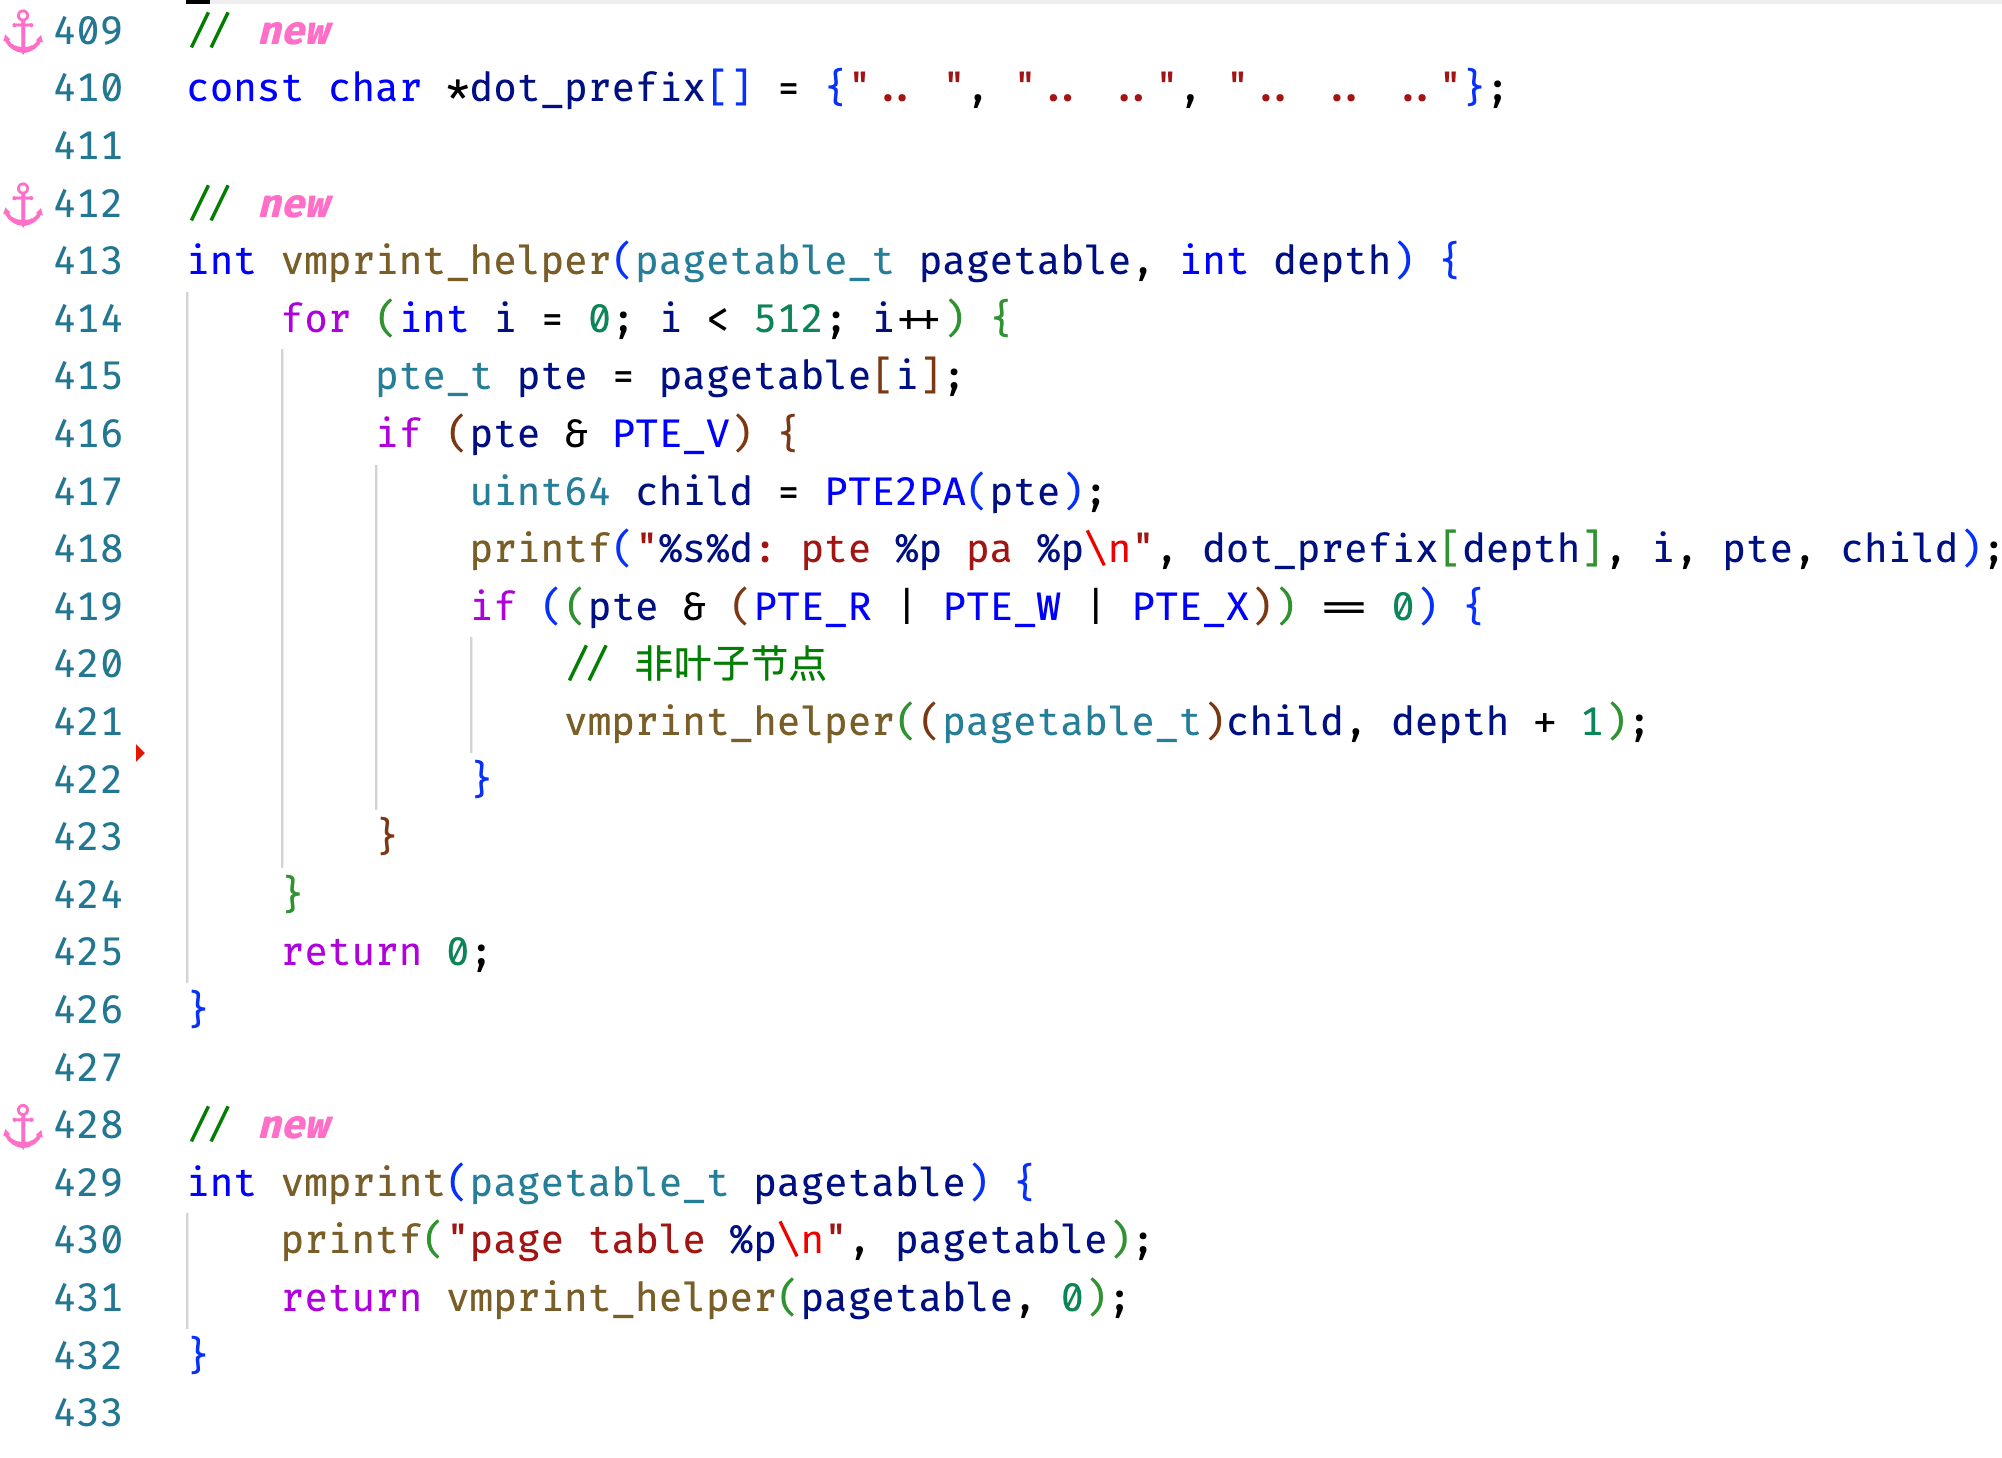 409 // new
410 const char *dot_prefix[] = {".. ", ".. ..", ".. .. .."};
411
412 // new
413 int vmprint_helper(pagetable_t pagetable, int depth) {
414     for (int i = 0; i < 512; i++) {
415         pte_t pte = pagetable[i];
416         if (pte & PTE_V) {
417             uint64 child = PTE2PA(pte);
418             printf("%s%d: pte %p pa %p\n", dot_prefix[depth], i, pte, child);
419             if ((pte & (PTE_R | PTE_W | PTE_X)) == 0) {
420                 // 非叶子节点
421                 vmprint_helper((pagetable_t)child, depth + 1);
422             }
423         }
424     }
425     return 0;
426 }
427
428 // new
429 int vmprint(pagetable_t pagetable) {
430     printf("page table %p\n", pagetable);
431     return vmprint_helper(pagetable, 0);
432 }
433